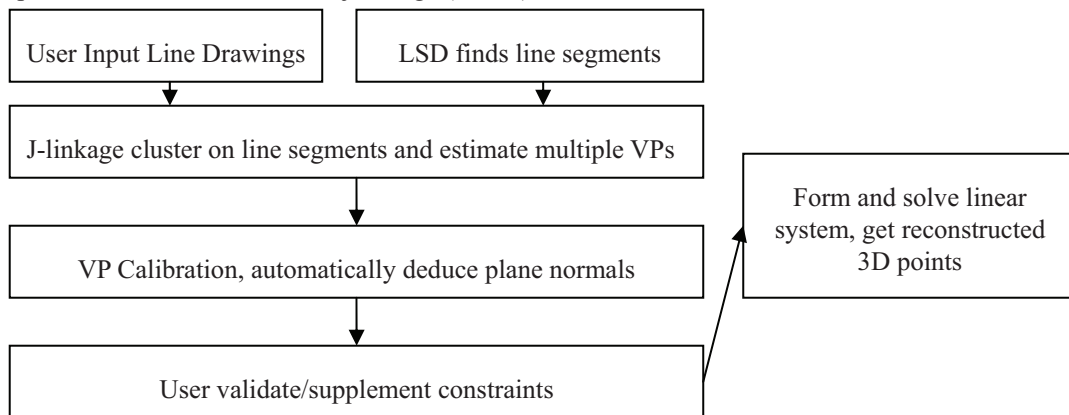 User Input Line Drawings
LSD finds line segments
J-linkage cluster on line segments and estimate multiple VPs
VP Calibration, automatically deduce plane normals
User validate/supplement constraints
Form and solve linear
system, get reconstructed
3D points